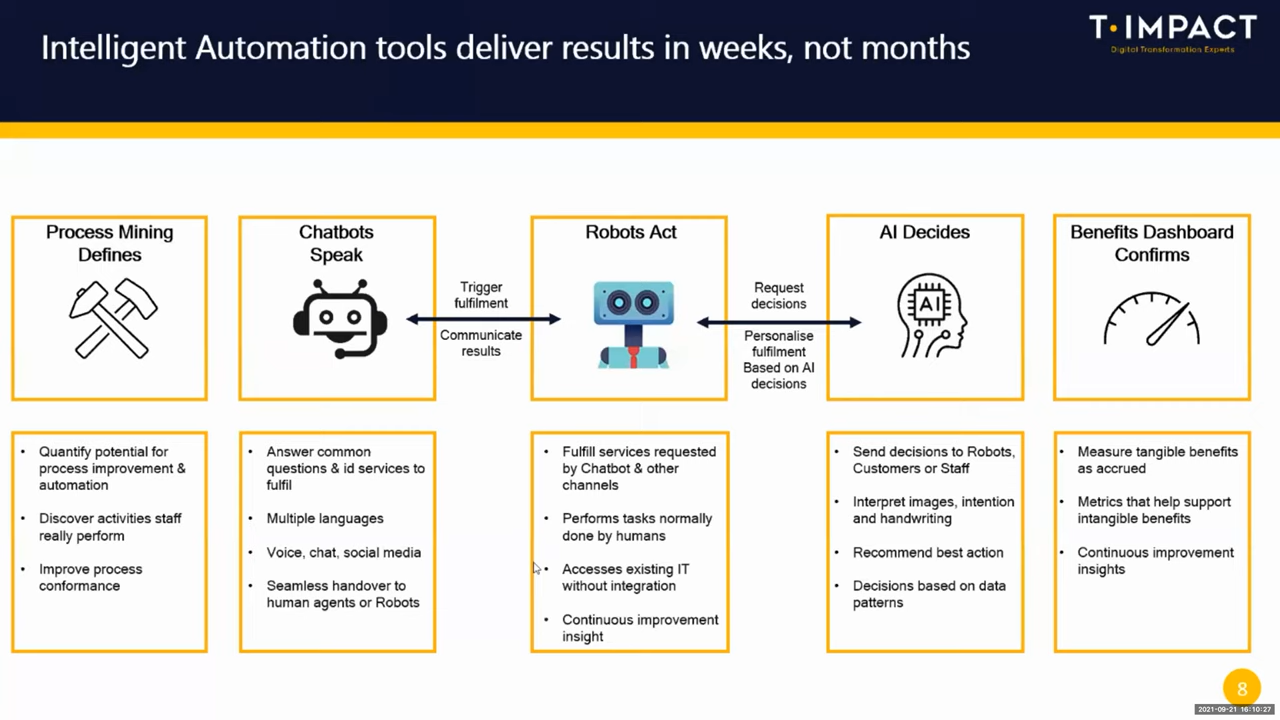 Intelligent Automation tools deliver results in weeks, not months
T·IMPACT
Digital Transformation Experts
Process Mining
Defines
Chatbots
Speak
Trigger
fulfilment
Communicate
results
Robots Act
Request
decisions
Personalise
fulfilment
Based on AI
decisions
AI Decides
AI
Benefits Dashboard
Confirms
• Quantify potential for
process improvement &
automation
• Discover activities staff
really perform
• Improve process
conformance
• Answer common
questions & id services to
fulfil
• Multiple languages
• Voice, chat, social media
• Seamless handover to
human agents or Robots
• Fulfill services requested
by Chatbot & other
channels
• Performs tasks normally
done by humans
• Accesses existing IT
without integration
• Continuous improvement
insight
• Send decisions to Robots,
Customers or Staff
• Interpret images, intention
and handwriting
• Recommend best action
• Decisions based on data
patterns
• Measure tangible benefits
as accrued
• Metrics that help support
intangible benefits
• Continuous improvement
insights
8
2021-09-21 16:10:27